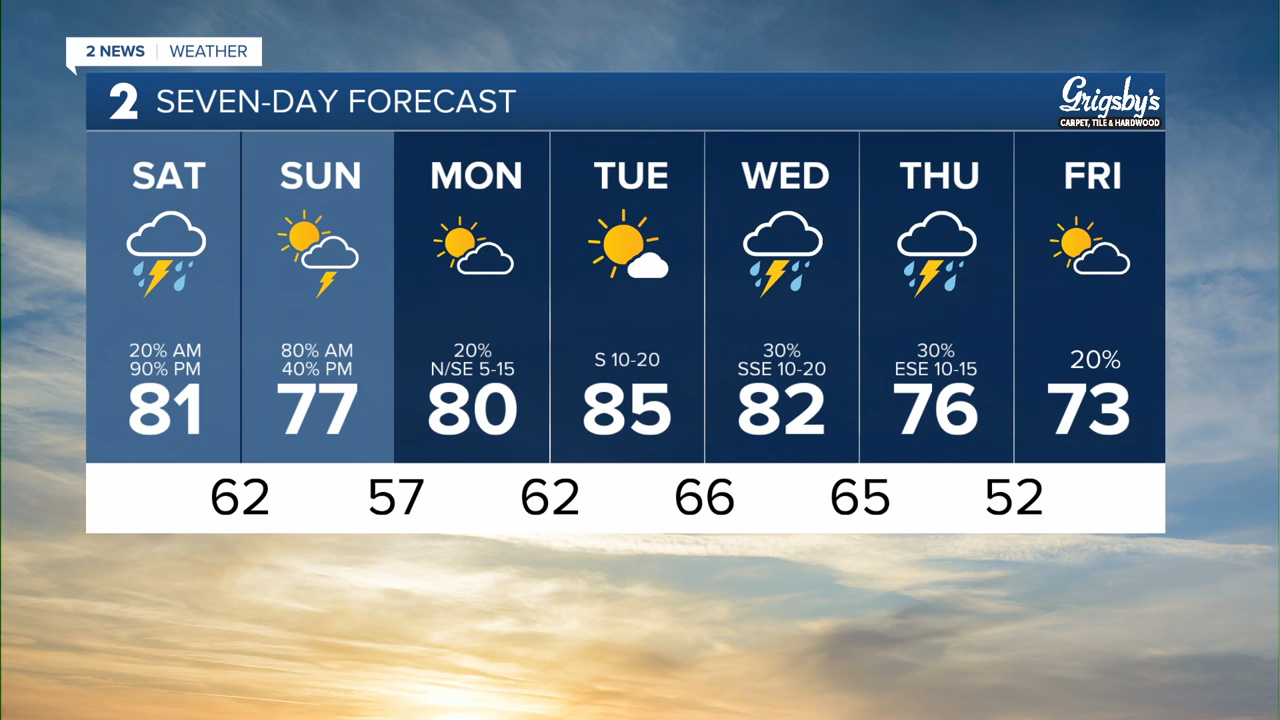 2 NEWS | WEATHER
2 SEVEN-DAY FORECAST
Grigsby's
CARPET, TILE & HARDWOOD
SAT SUN MON TUE WED THU FRI
20% AM 80% AM 20% S 10-20 30% 30% 20%
90% PM 40% PM N/SE 5-15 SSE 10-20 ESE 10-15
81 77 80 85 82 76 73
62 57 62 66 65 52